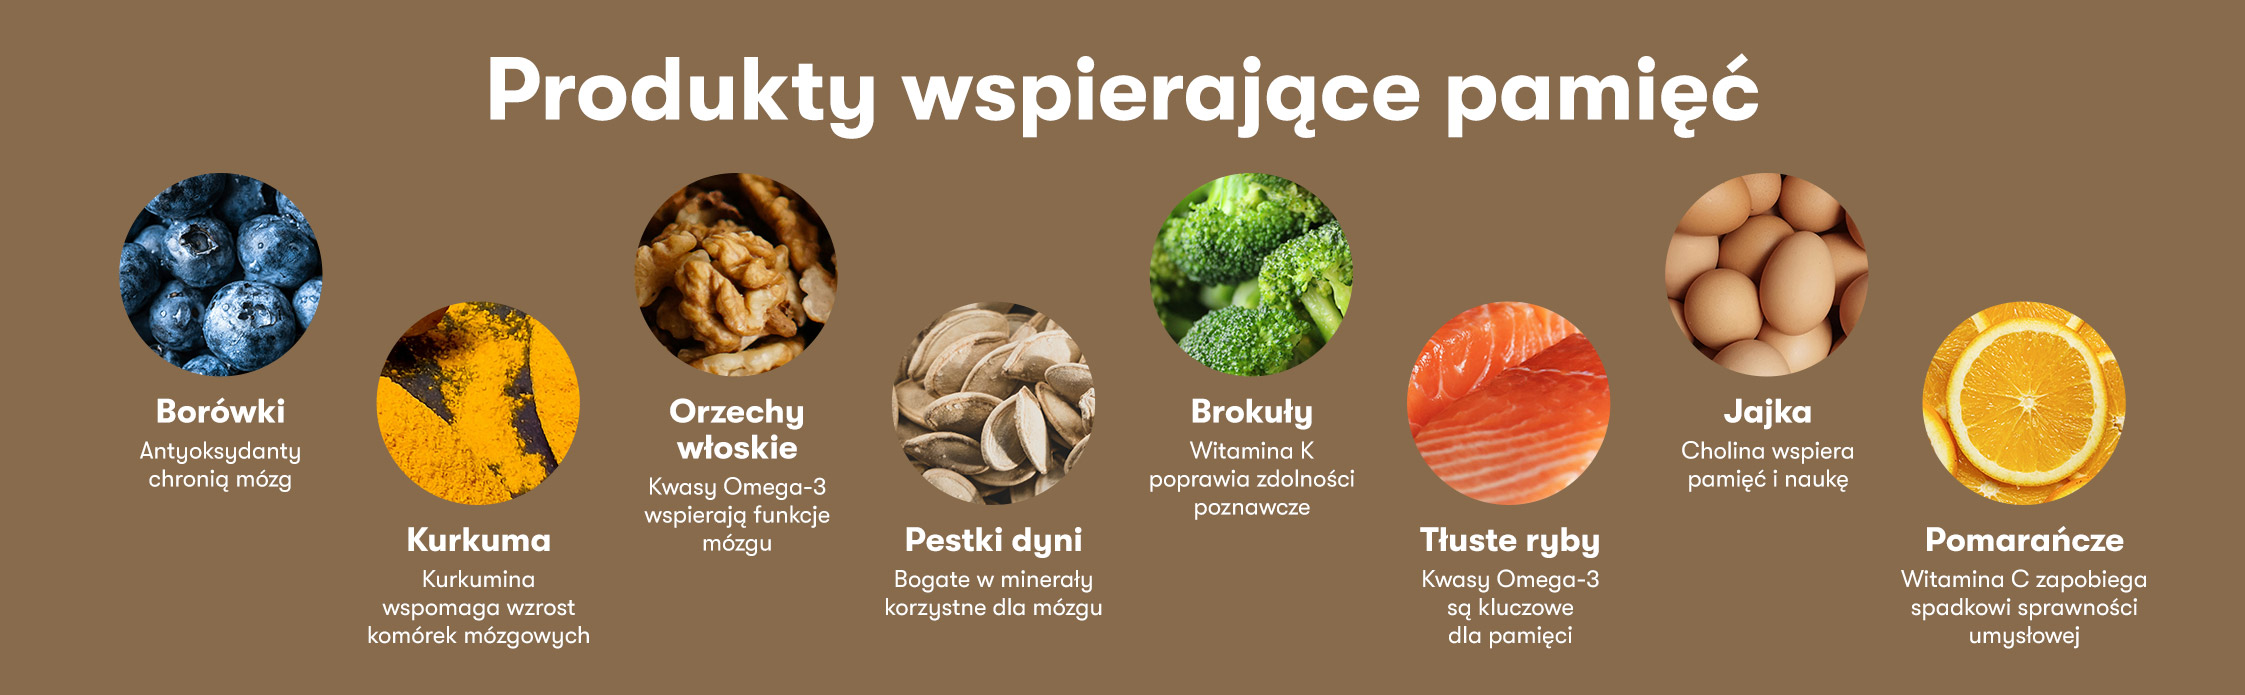 Produkty wspierające pamięć
Borówki
Antyoksydanty
chronią mózg
Kurkuma
Kurkumina
wspomaga wzrost
komórek mózgowych
Orzechy
włoskie
Kwasy Omega-3
wspierają funkcje
mózgu
Pestki dyni
Bogate w minerały
korzystne dla mózgu
Brokuły
Witamina K
poprawia zdolności
poznawcze
Tłuste ryby
Kwasy Omega-3
są kluczowe
dla pamięci
Jajka
Cholina wspiera
pamięć i naukę
Pomarańcze
Witamina C zapobiega
spadkowi sprawności
umysłowej